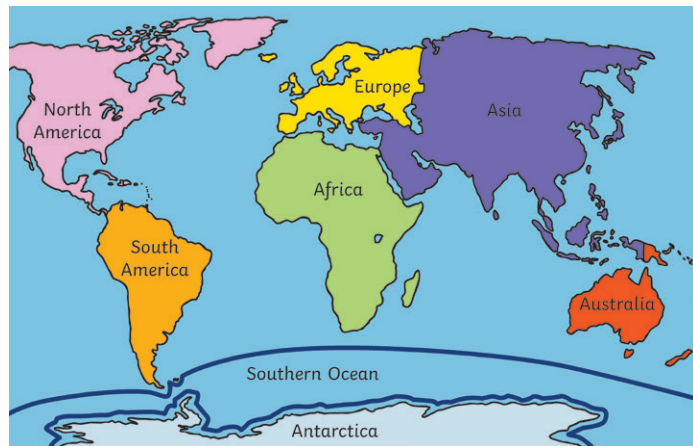 Europe
North
America
Asia
Africa
South
America
Australia
Southern Ocean
Antarctica